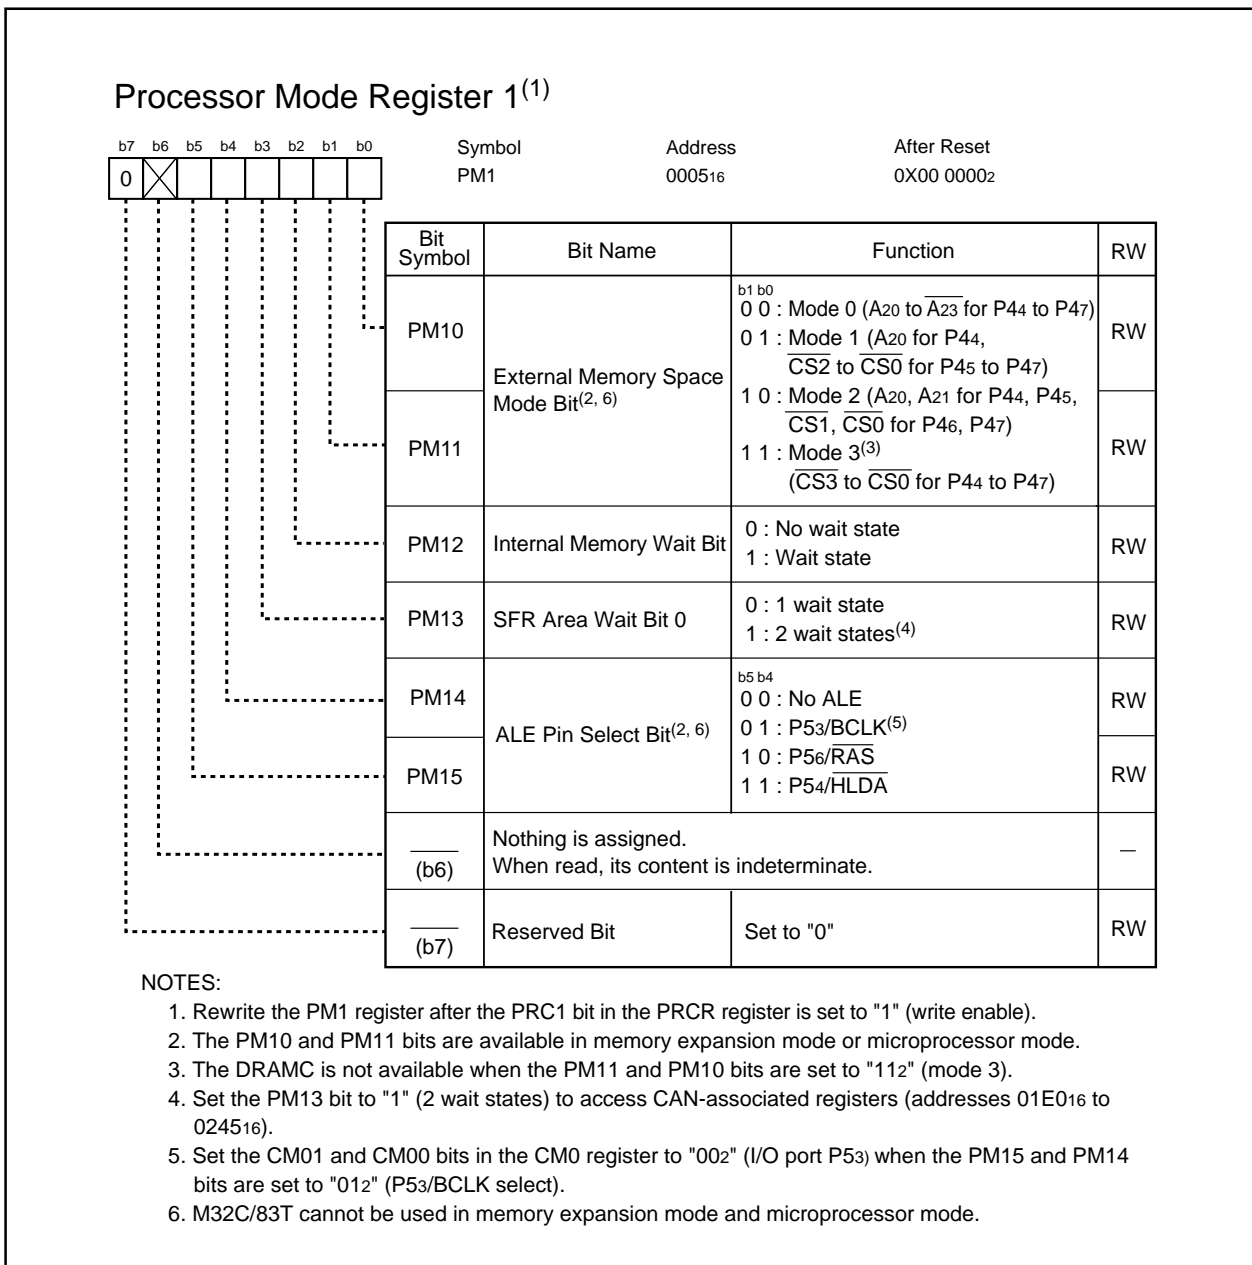 Processor Mode Register 1(1)
b7 b6 b5 b4 b3 b2 b1 b0
Symbol Address After Reset
0
PM1 000516 0X00 00002
Bit Symbol Bit Name Function RW
PM10
PM11
External Memory Space
Mode Bit(2, 6)
b1 b0
0 0 : Mode 0 (A20 to A23 for P44 to P47)
0 1 : Mode 1 (A20 for P44,
CS2 to CS0 for P45 to P47)
1 0 : Mode 2 (A20, A21 for P44, P45,
CS1, CS0 for P46, P47)
1 1 : Mode 3(3)
(CS3 to CS0 for P44 to P47)
RW
RW
PM12 Internal Memory Wait Bit
0 : No wait state
1 : Wait state
RW
PM13 SFR Area Wait Bit 0
0 : 1 wait state
1 : 2 wait states(4)
RW
PM14
PM15
ALE Pin Select Bit(2, 6)
b5 b4
0 0 : No ALE
0 1 : P53/BCLK(5)
1 0 : P56/RAS
1 1 : P54/HLDA
RW
RW
(b6)
Nothing is assigned.
When read, its content is indeterminate.
—
(b7) Reserved Bit Set to "0" RW
NOTES:
1. Rewrite the PM1 register after the PRC1 bit in the PRCR register is set to "1" (write enable).
2. The PM10 and PM11 bits are available in memory expansion mode or microprocessor mode.
3. The DRAMC is not available when the PM11 and PM10 bits are set to "112" (mode 3).
4. Set the PM13 bit to "1" (2 wait states) to access CAN-associated registers (addresses 01E016 to
024516).
5. Set the CM01 and CM00 bits in the CM0 register to "002" (I/O port P53) when the PM15 and PM14
bits are set to "012" (P53/BCLK select).
6. M32C/83T cannot be used in memory expansion mode and microprocessor mode.